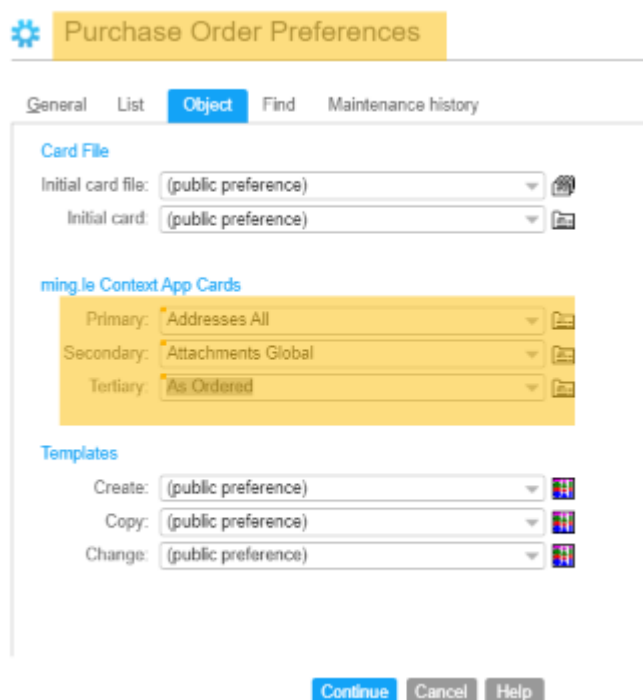 Purchase Order Preferences
General List Object Find Maintenance history
Card File
Initial card file: (public preference)
Initial card: (public preference)
ming.le Context App Cards
Primary: Addresses All
Secondary: Attachments Global
Tertiary: As Ordered
Templates
Create: (public preference)
Copy: (public preference)
Change: (public preference)
Continue Cancel Help